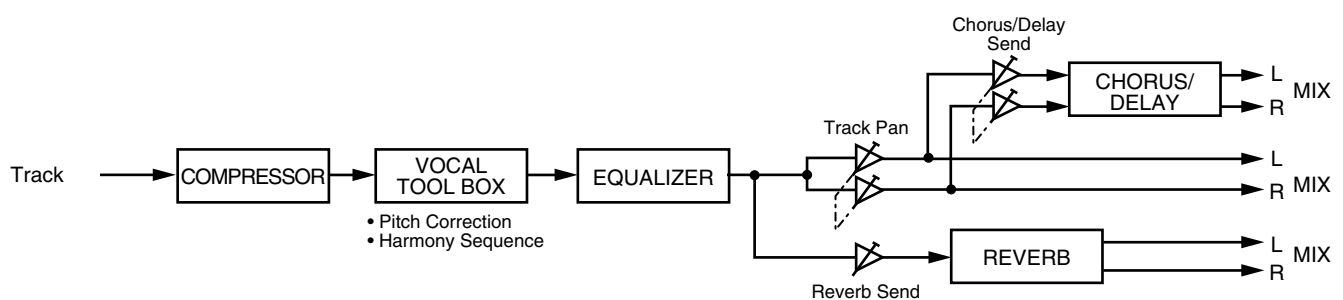 Chorus/Delay
Send
CHORUS/
DELAY
L
R
MIX
Track Pan
Track
COMPRESSOR
VOCAL
TOOL BOX
EQUALIZER
L
R
MIX
• Pitch Correction
• Harmony Sequence
REVERB
L
R
MIX
Reverb Send